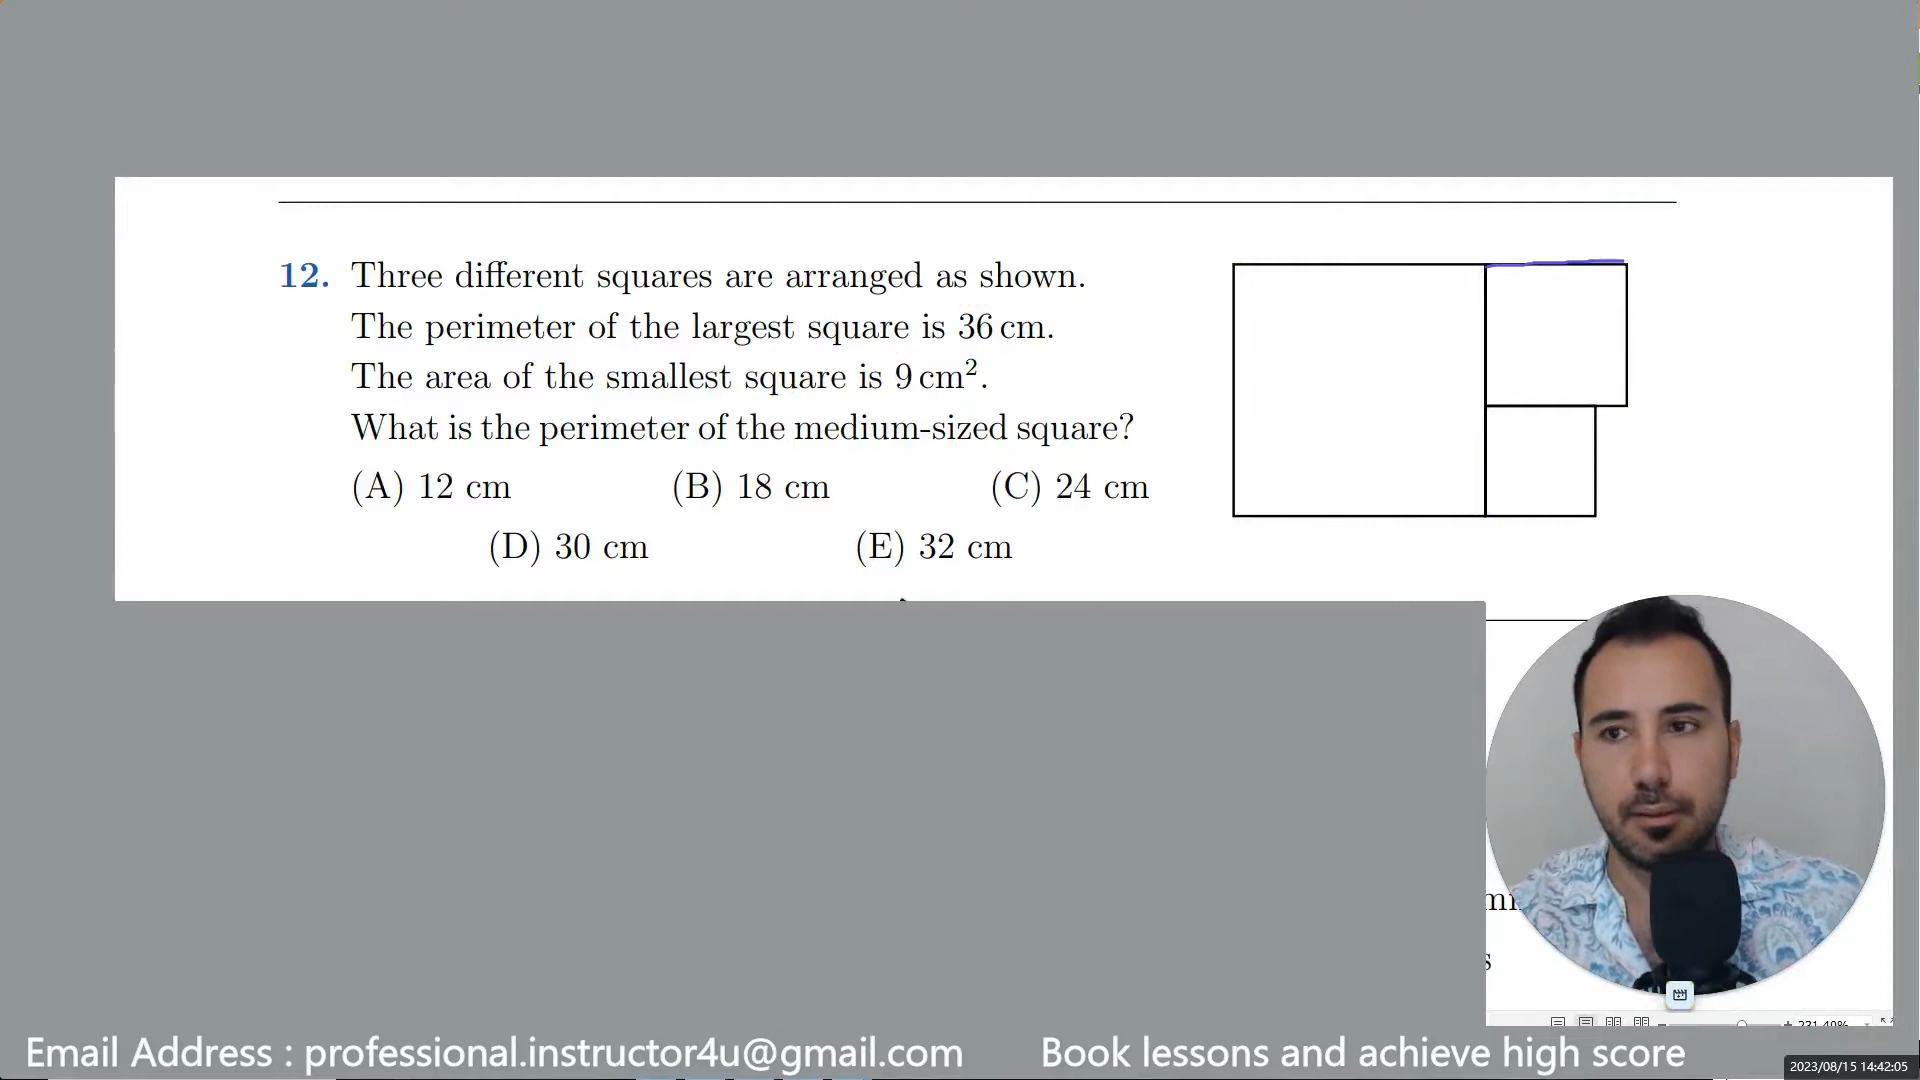 12. Three different squares are arranged as shown.
The perimeter of the largest square is 36 cm.
The area of the smallest square is 9 cm².
What is the perimeter of the medium-sized square?
(A) 12 cm (B) 18 cm (C) 24 cm
(D) 30 cm (E) 32 cm
s
Email Address : professional.instructor4u@gmail.com Book lessons and achieve high score
2023/08/15 14:42:05